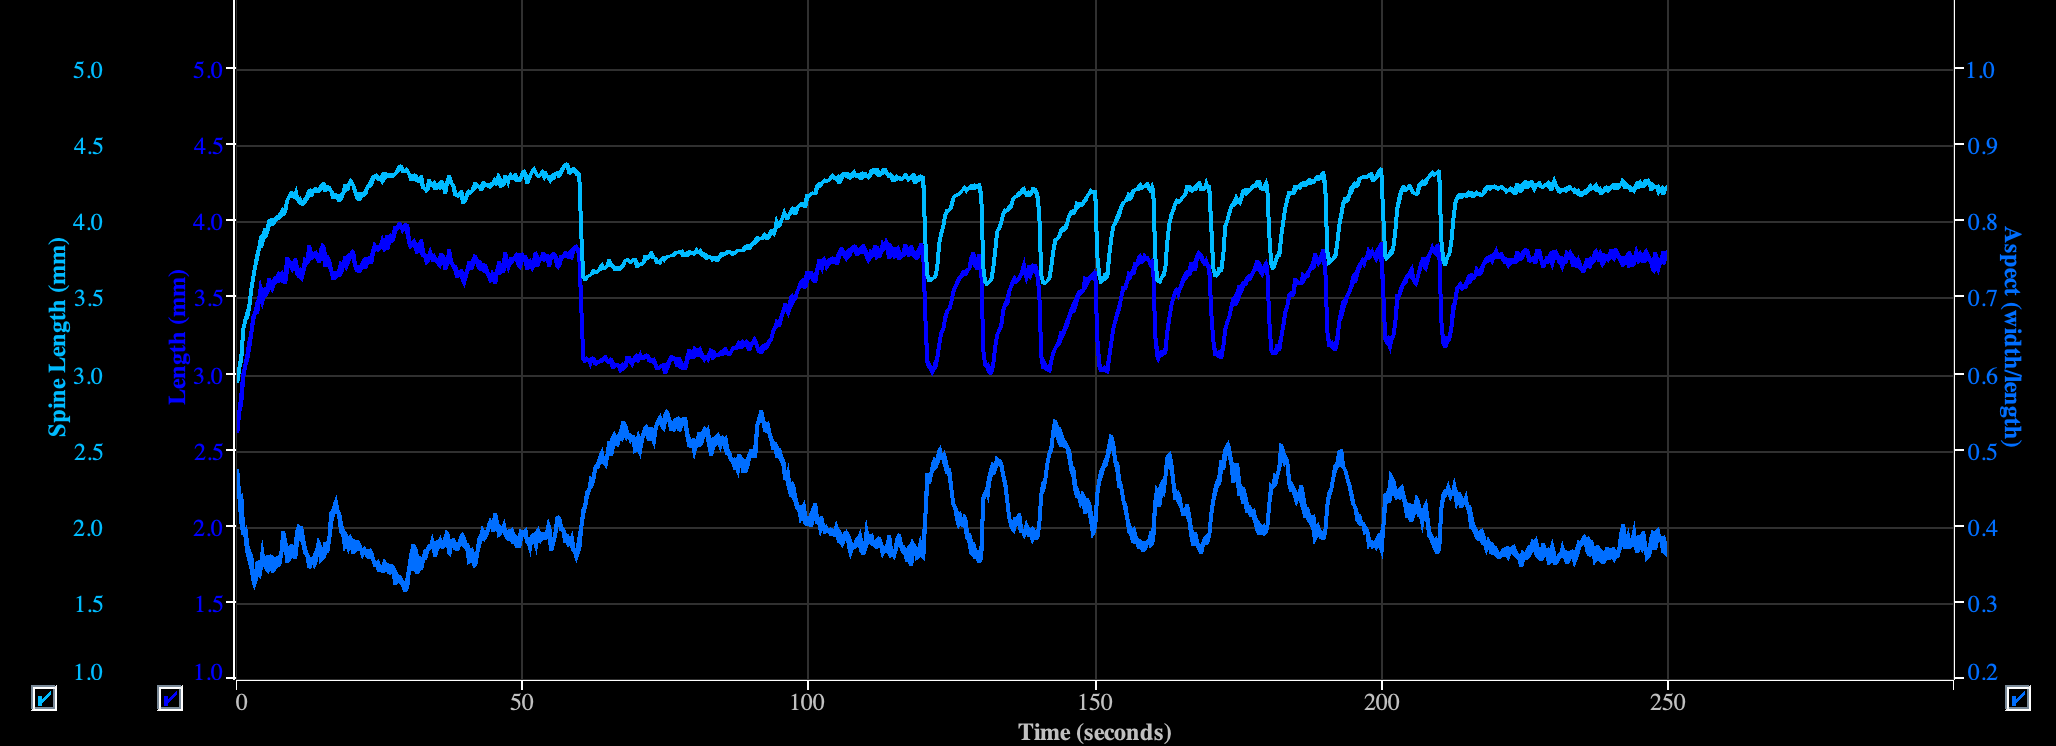 5.0 5.0 1.0
4.5 4.5 0.9
4.0 4.0 0.8
3.5 3.5 0.7
3.0 3.0 0.6
2.5 2.5 0.5
2.0 2.0 0.4
1.5 1.5 0.3
1.0 1.0 0.2
Spine Length (mm)
Length (mm)
Aspect (width/length)
0 50 100 150 200 250
Time (seconds)